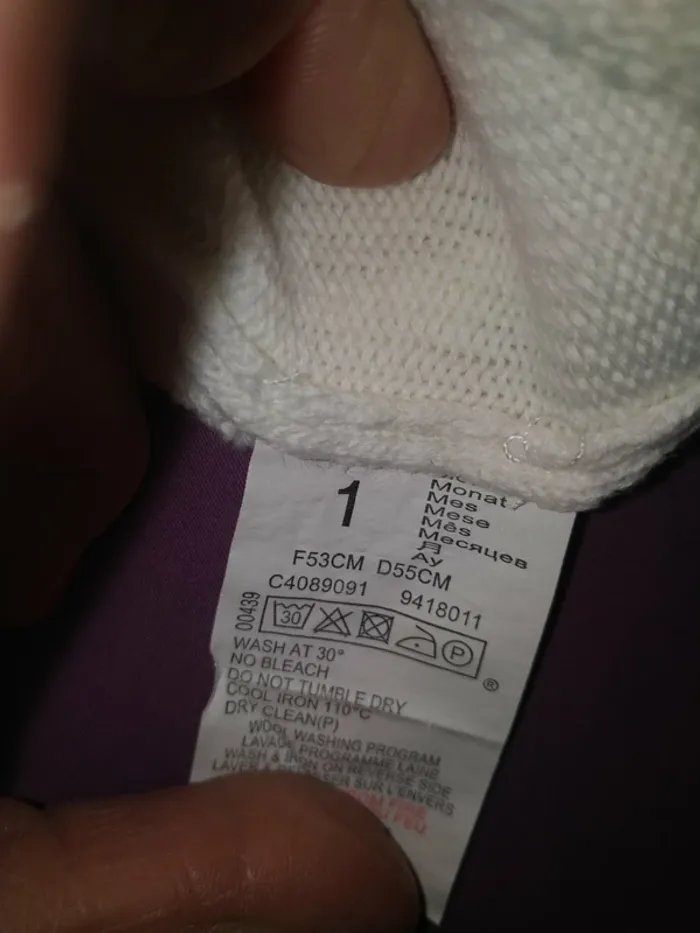 1
Monat
Mes
Mese
Mês
Месяцев
月
Ay
F53CM D55CM
C4089091 9418011
00439
30
P
®
WASH AT 30°
NO BLEACH
DO NOT TUMBLE DRY
COOL IRON 110°C
DRY CLEAN(P)
WOOL WASHING PROGRAM
LAVAGE PROGRAMME LAINE
WASH & IRON ON REVERSE SIDE
SUR L'ENVERS